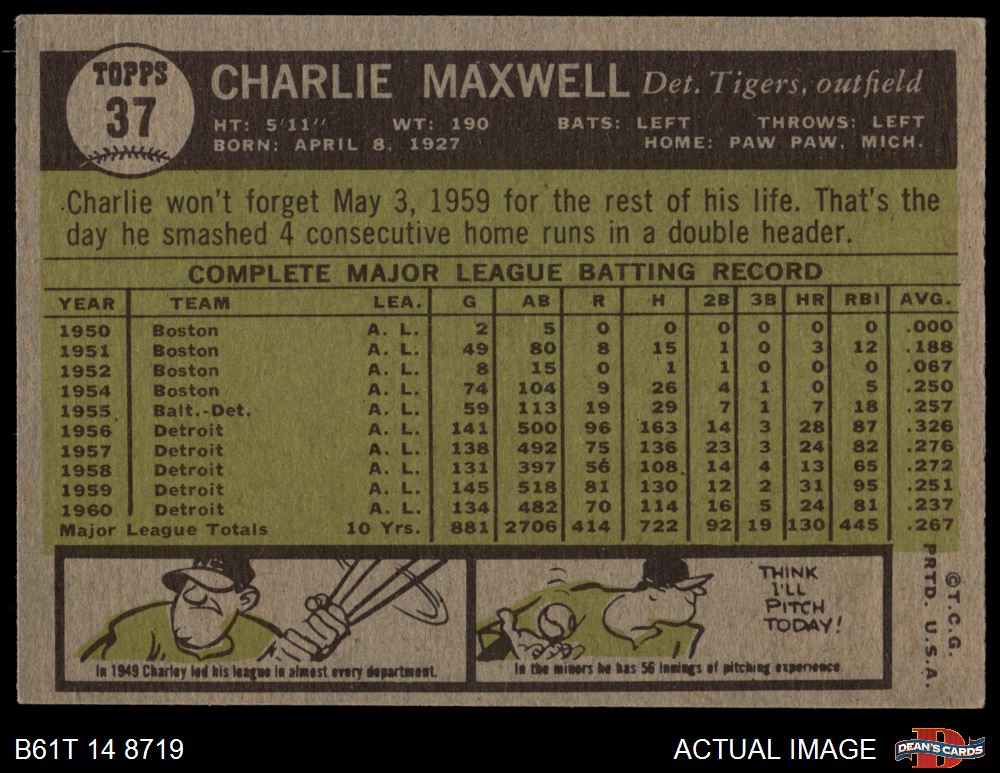 TOPPS
37
CHARLIE MAXWELL Det. Tigers, outfield
HT: 5'11" WT: 190 BATS: LEFT THROWS: LEFT
BORN: APRIL 8, 1927 HOME: PAW PAW, MICH.
Charlie won't forget May 3, 1959 for the rest of his life. That's the
day he smashed 4 consecutive home runs in a double header.
COMPLETE MAJOR LEAGUE BATTING RECORD
YEAR TEAM LEA. G AB R H 2B 3B HR RBI AVG.
1950 Boston A. L. 2 5 0 0 0 0 0 0 .000
1951 Boston A. L. 49 80 8 15 1 0 3 12 .188
1952 Boston A. L. 8 15 0 1 1 0 0 0 .067
1954 Boston A. L. 74 104 9 26 4 1 0 5 .250
1955 Balt.-Det. A. L. 59 113 19 29 7 1 7 18 .257
1956 Detroit A. L. 141 500 96 163 14 3 28 87 .326
1957 Detroit A. L. 138 492 75 136 23 3 24 82 .276
1958 Detroit A. L. 131 397 56 108 14 4 13 65 .272
1959 Detroit A. L. 145 518 81 130 12 2 31 95 .251
1960 Detroit A. L. 134 482 70 114 16 5 24 81 .237
Major League Totals 10 Yrs. 881 2706 414 722 92 19 130 445 .267
In 1949 Charley led his league in almost every department.
THINK
I'LL
PITCH
TODAY!
In the minors he has 56 innings of pitching experience
©T.C.G.
PRTD. U.S.A.
B61T 14 8719
ACTUAL IMAGE
DEAN'S CARDS